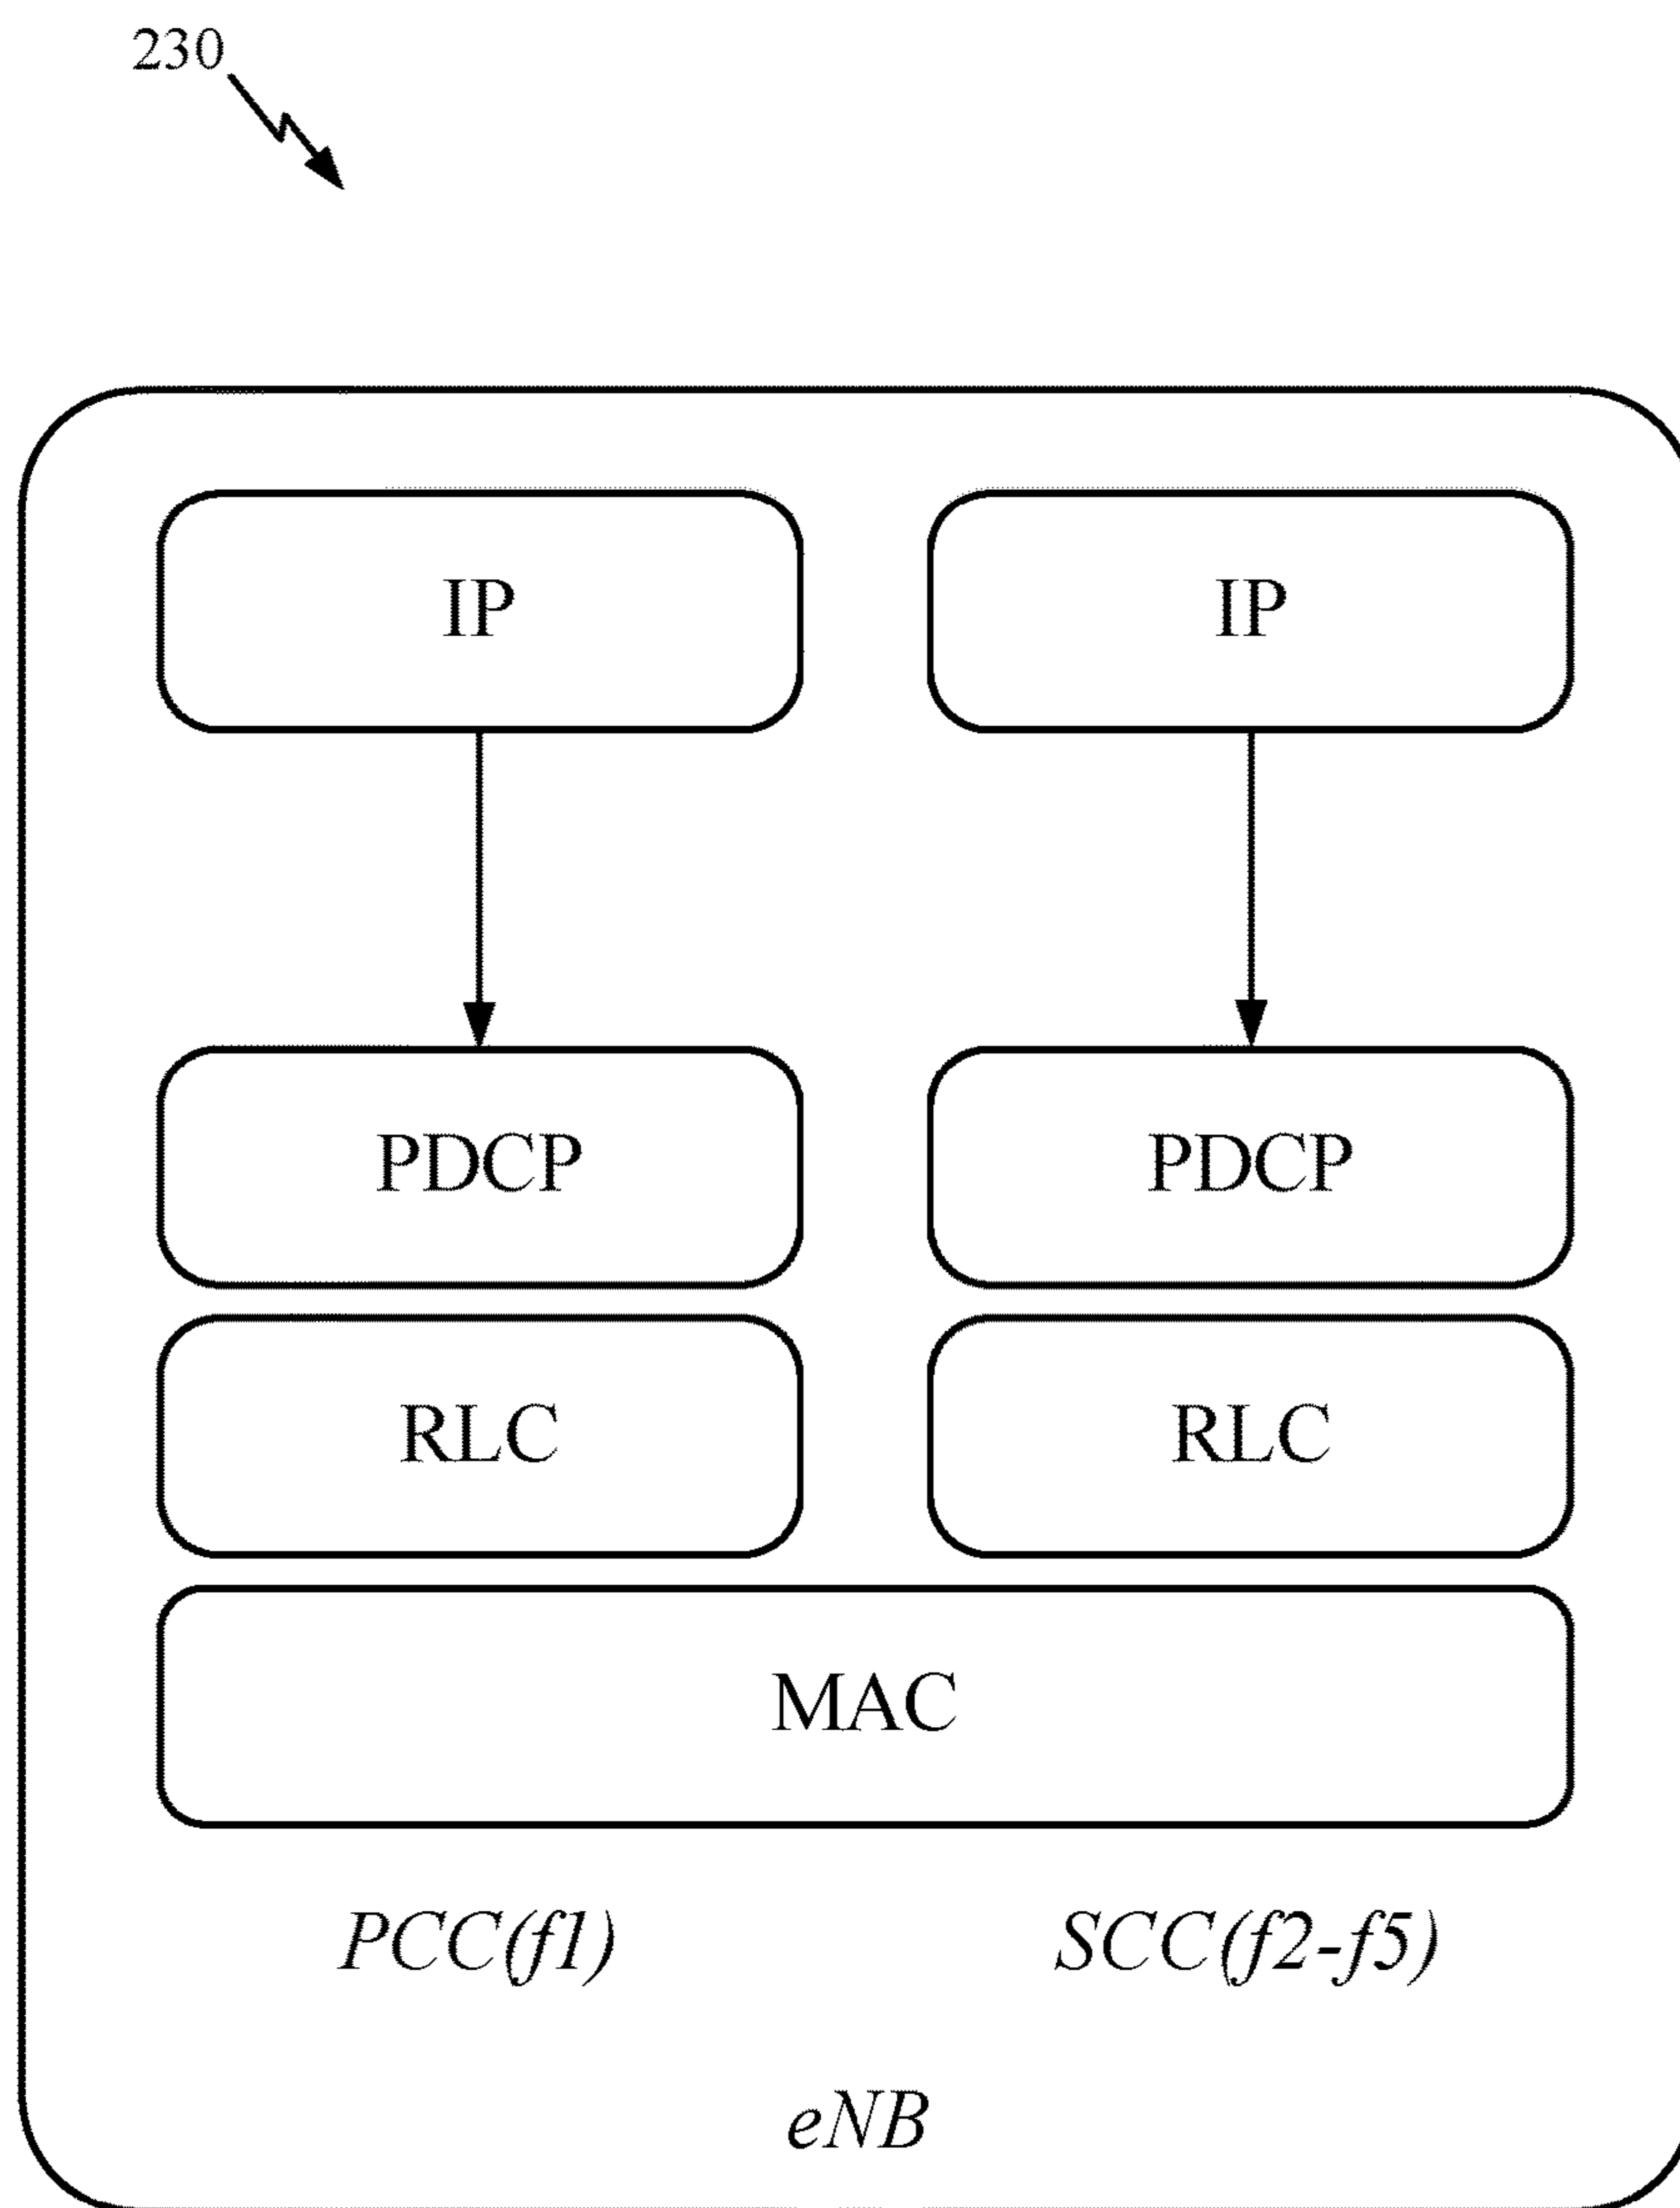 230
IP IP
PDCP PDCP
RLC RLC
MAC
PCC(f1) SCC(f2-f5)
eNB